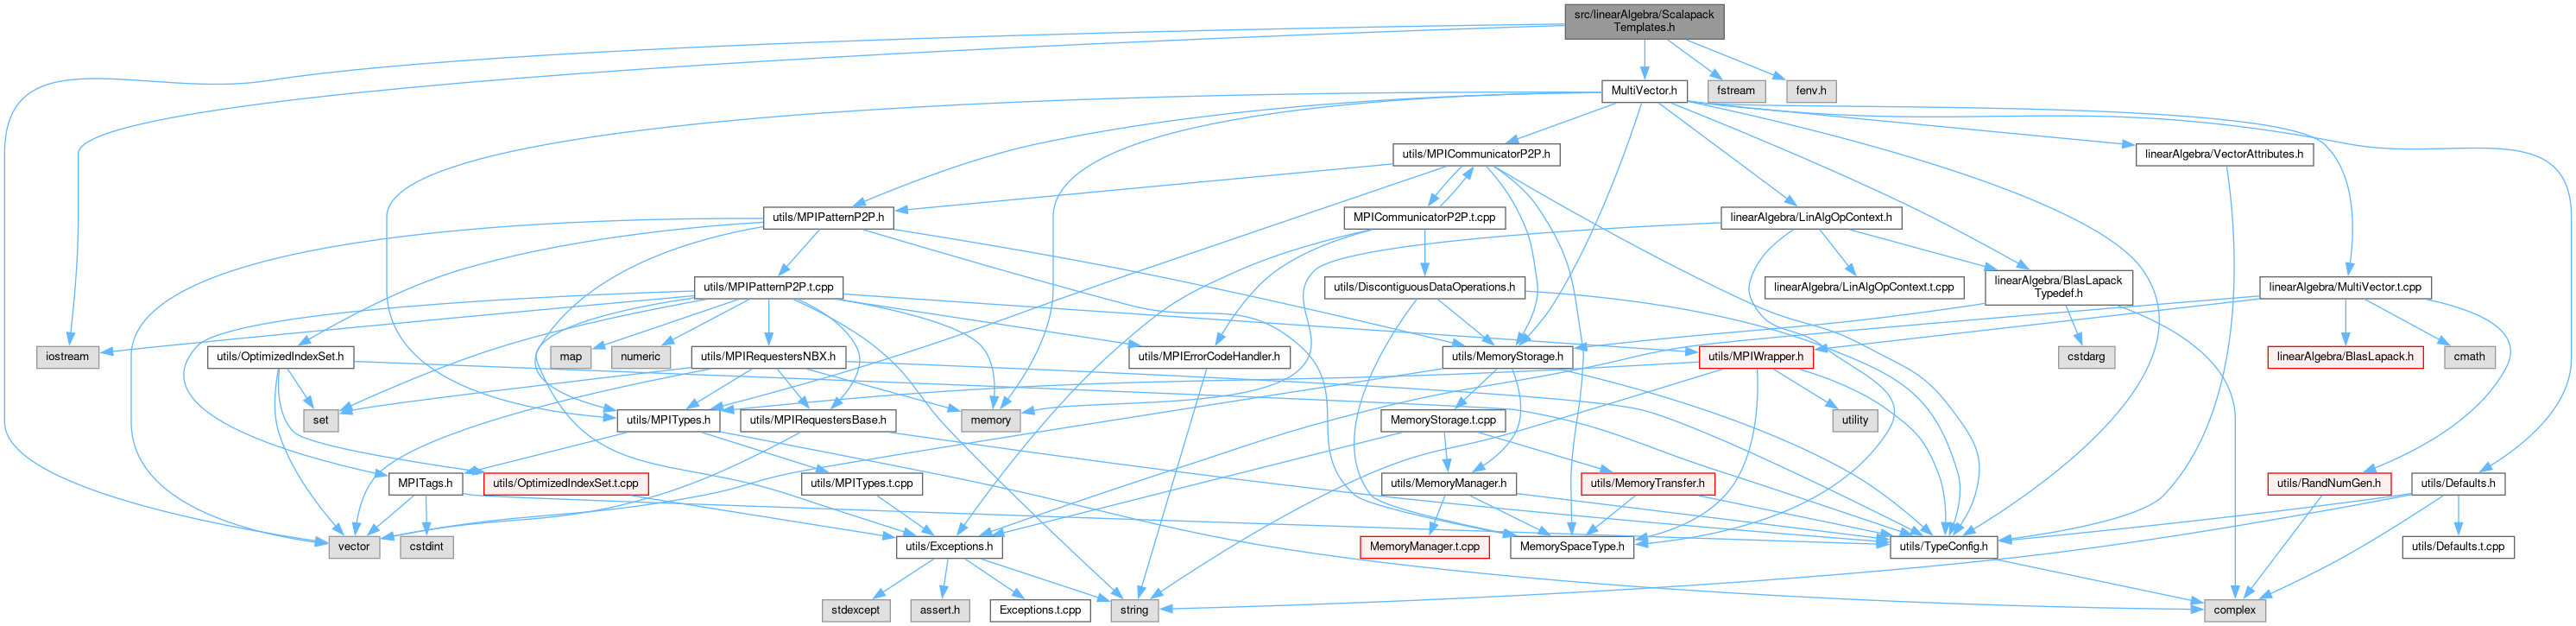 src/linearAlgebra/Scalapack
Templates.h
MultiVector.h
fstream
fenv.h
utils/MPICommunicatorP2P.h
linearAlgebra/VectorAttributes.h
utils/MPIPatternP2P.h
MPICommunicatorP2P.t.cpp
linearAlgebra/LinAlgOpContext.h
utils/MPIPatternP2P.t.cpp
utils/DiscontiguousDataOperations.h
linearAlgebra/LinAlgOpContext.t.cpp
linearAlgebra/BlasLapack
Typedef.h
linearAlgebra/MultiVector.t.cpp
iostream
utils/OptimizedIndexSet.h
map
numeric
utils/MPIRequestersNBX.h
utils/MPIErrorCodeHandler.h
utils/MemoryStorage.h
utils/MPIWrapper.h
cstdarg
linearAlgebra/BlasLapack.h
cmath
set
utils/MPITypes.h
utils/MPIRequestersBase.h
memory
MemoryStorage.t.cpp
utility
MPITags.h
utils/OptimizedIndexSet.t.cpp
utils/MPITypes.t.cpp
utils/MemoryManager.h
utils/MemoryTransfer.h
utils/RandNumGen.h
utils/Defaults.h
vector
cstdint
utils/Exceptions.h
MemoryManager.t.cpp
MemorySpaceType.h
utils/TypeConfig.h
utils/Defaults.t.cpp
stdexcept
assert.h
Exceptions.t.cpp
string
complex